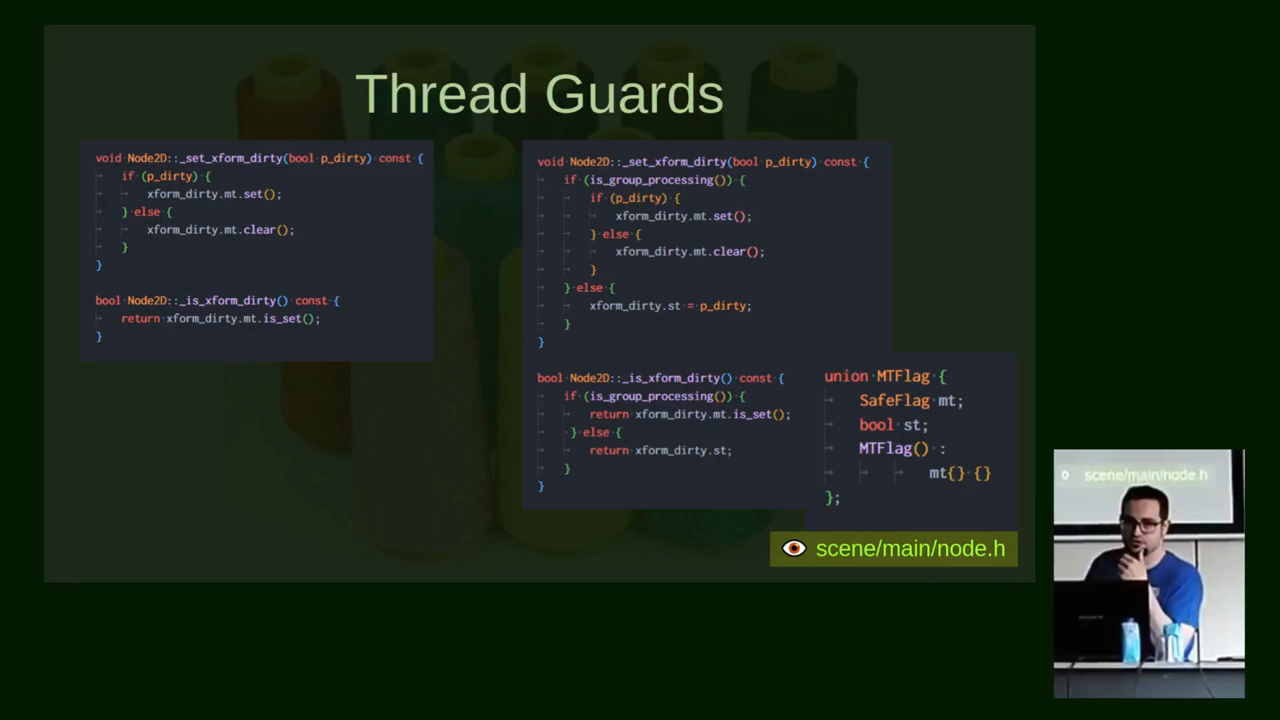 Thread Guards
void Node2D::_set_xform_dirty(bool p_dirty) const {
if (p_dirty) {
xform_dirty.mt.set();
} else {
xform_dirty.mt.clear();
}
}
bool Node2D::_is_xform_dirty() const {
return xform_dirty.mt.is_set();
}
void Node2D::_set_xform_dirty(bool p_dirty) const {
if (is_group_processing()) {
if (p_dirty) {
xform_dirty.mt.set();
} else {
xform_dirty.mt.clear();
}
} else {
xform_dirty.st = p_dirty;
}
}
bool Node2D::_is_xform_dirty() const {
if (is_group_processing()) {
return xform_dirty.mt.is_set();
} else {
return xform_dirty.st;
}
}
union MTFlag {
SafeFlag mt;
bool st;
MTFlag() :
mt{} {}
};
scene/main/node.h
scene/main/node.h